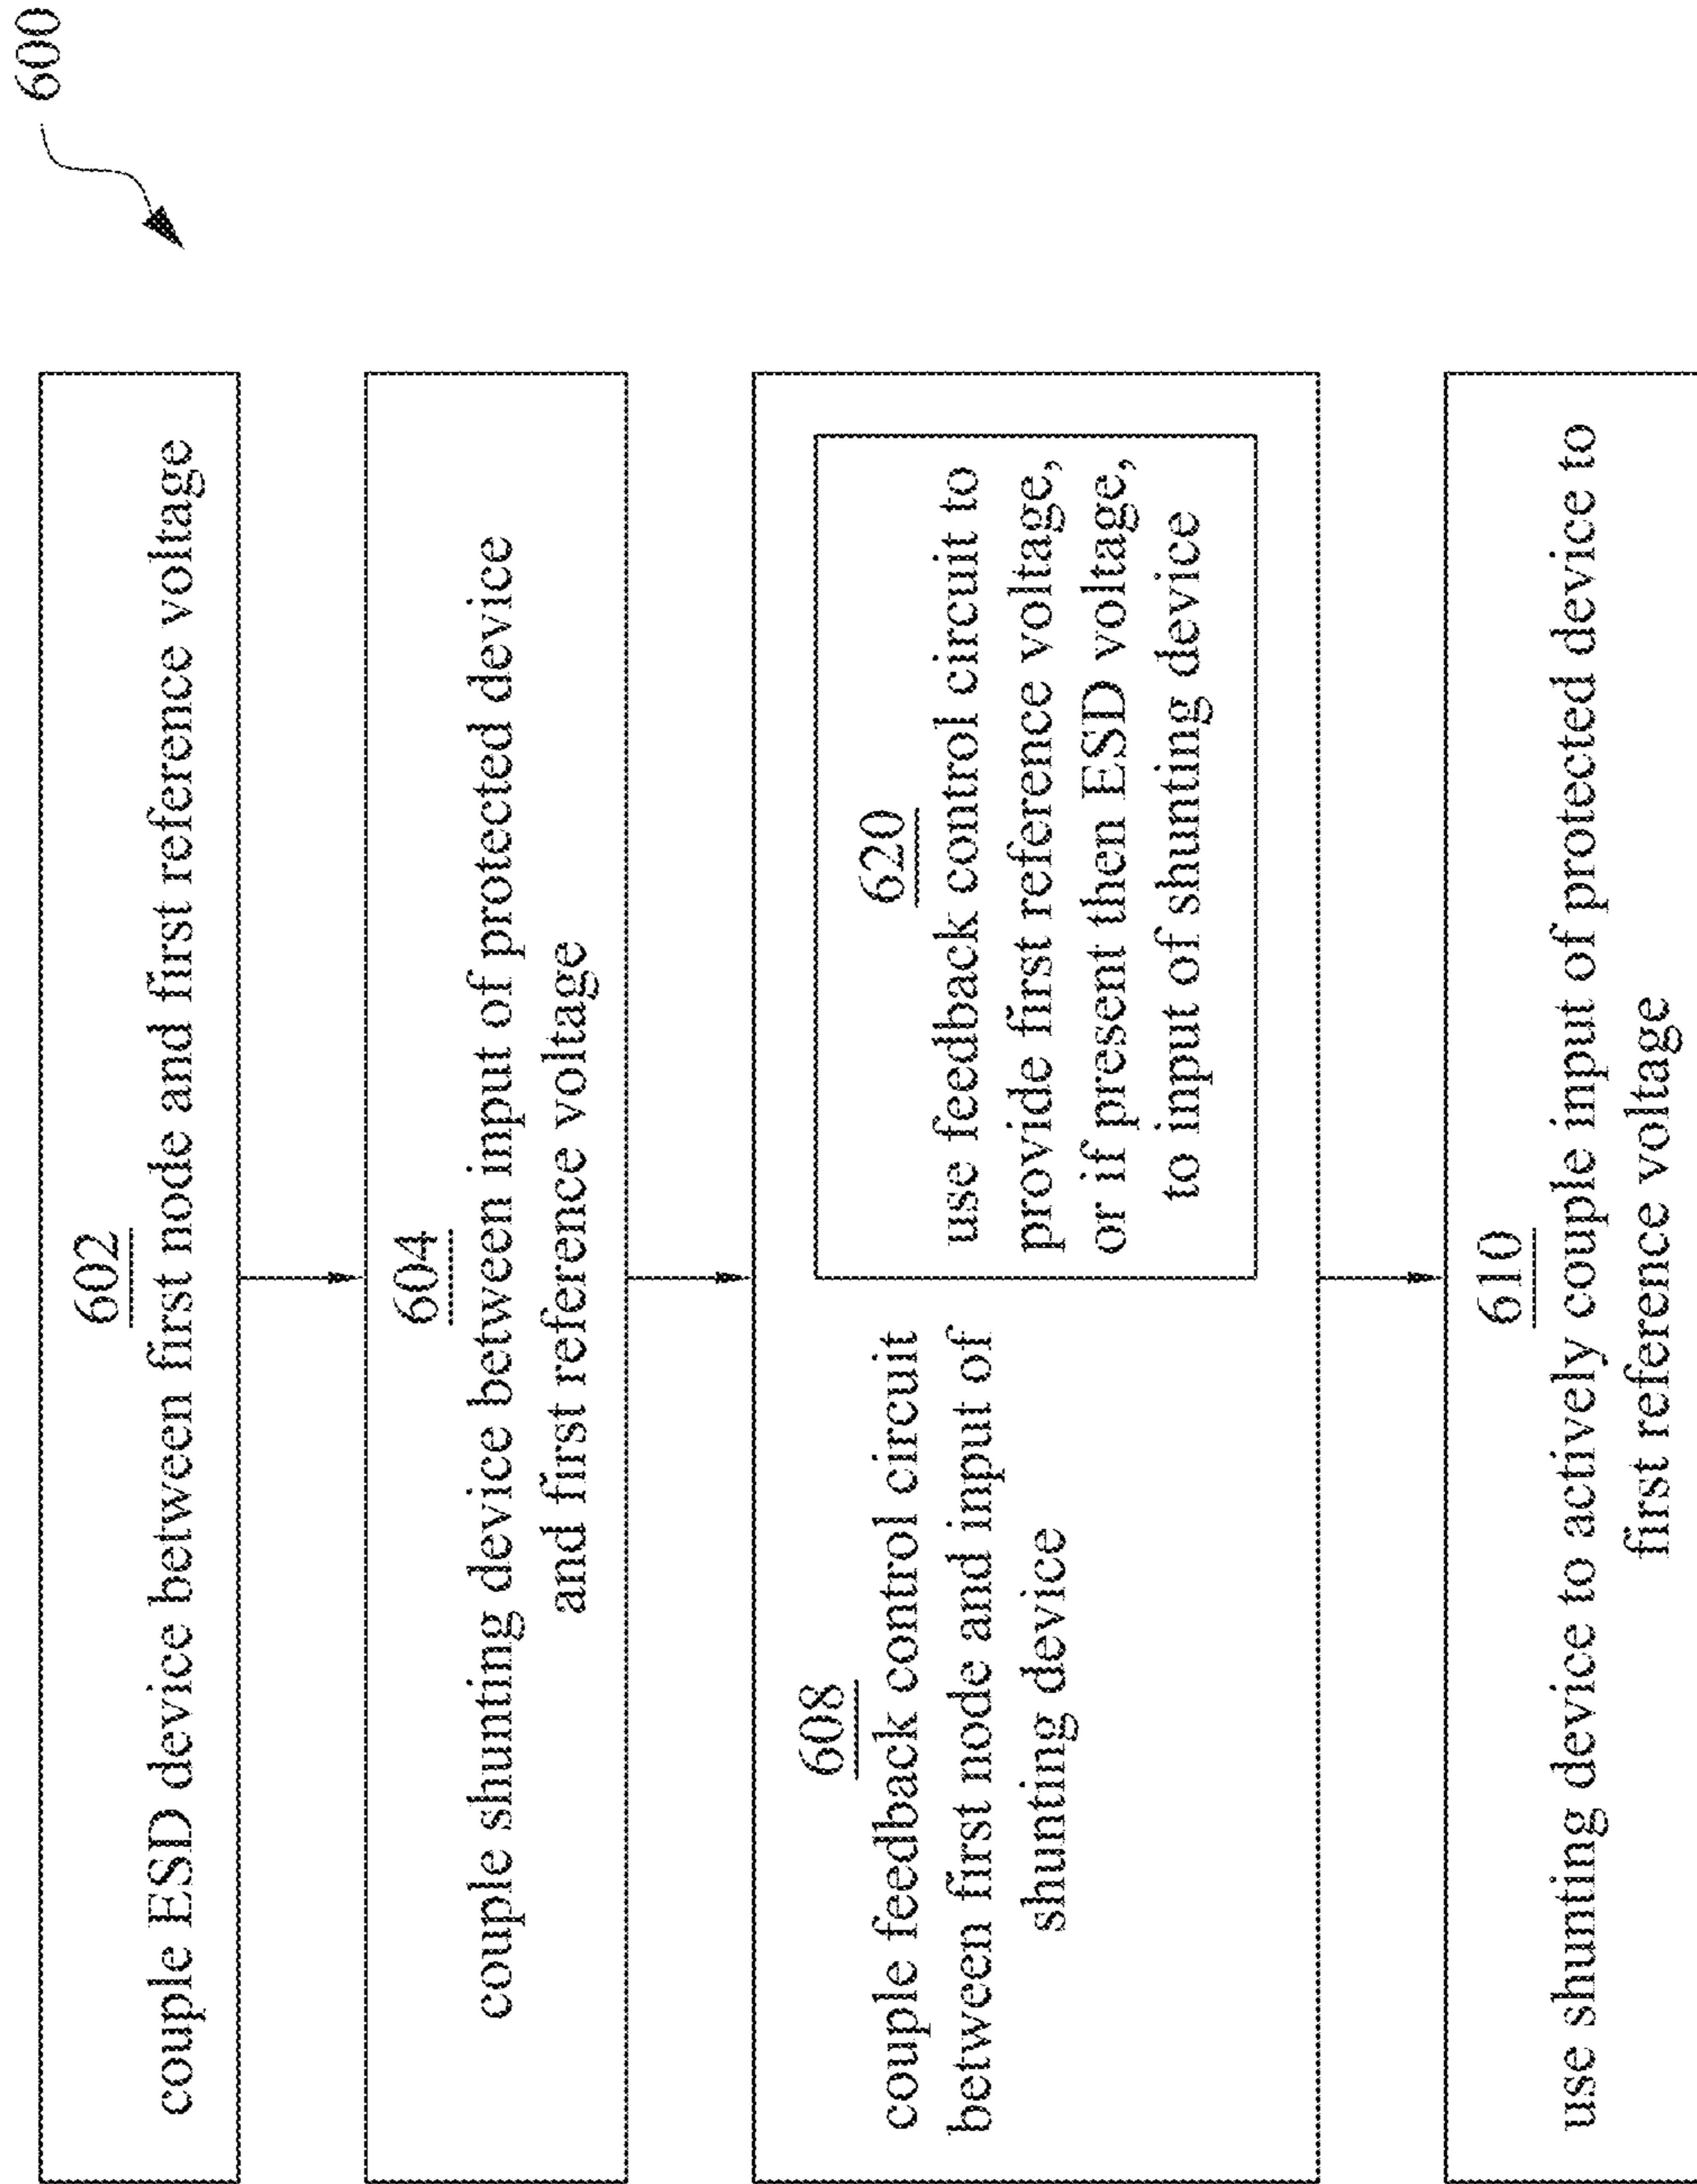 600
602
couple ESD device between first node and first reference voltage
604
couple shunting device between input of protected device
and first reference voltage
608
couple feedback control circuit
between first node and input of
shunting device
620
use feedback control circuit to
provide first reference voltage,
or if present then ESD voltage,
to input of shunting device
610
use shunting device to actively couple input of protected device to
first reference voltage